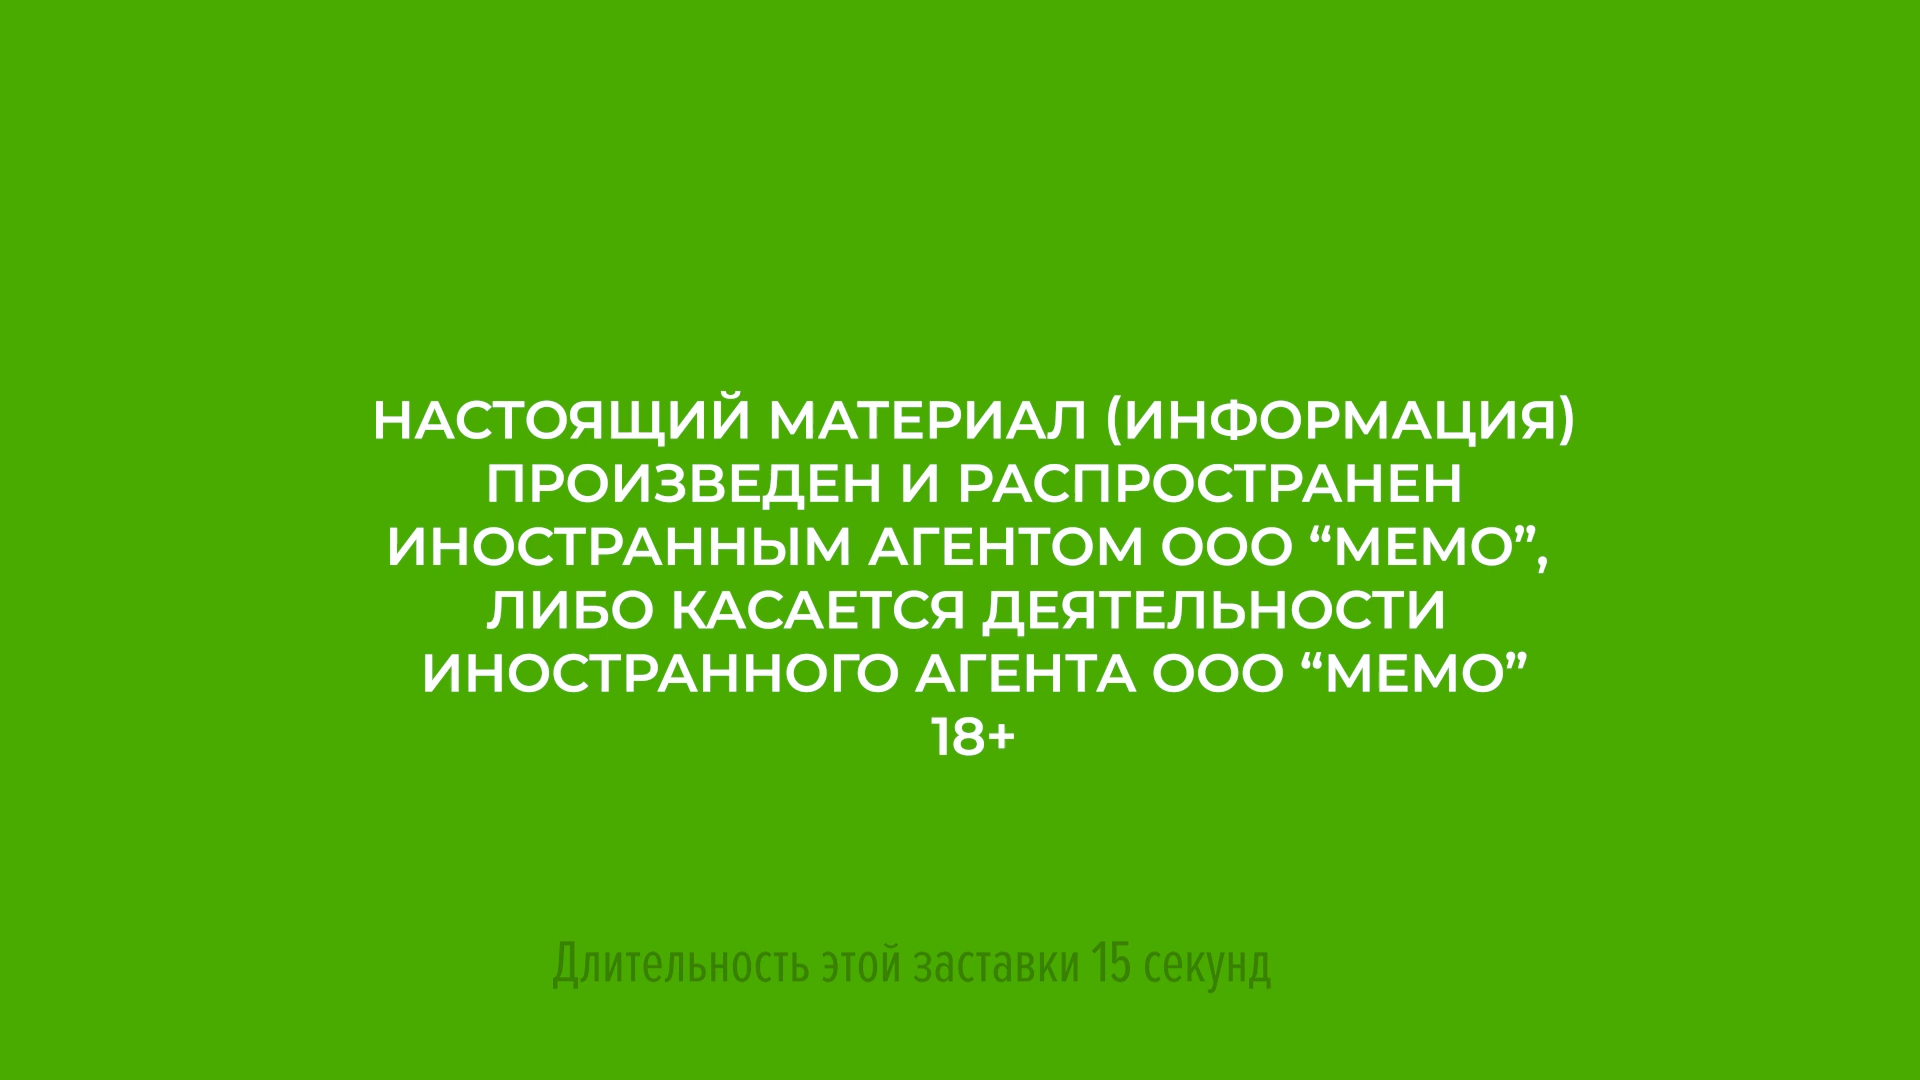 НАСТОЯЩИЙ МАТЕРИАЛ (ИНФОРМАЦИЯ)
ПРОИЗВЕДЕН И РАСПРОСТРАНЕН
ИНОСТРАННЫМ АГЕНТОМ ООО “МЕМО”,
ЛИБО КАСАЕТСЯ ДЕЯТЕЛЬНОСТИ
ИНОСТРАННОГО АГЕНТА ООО “МЕМО”
18+
Длительность этой заставки 15 секунд